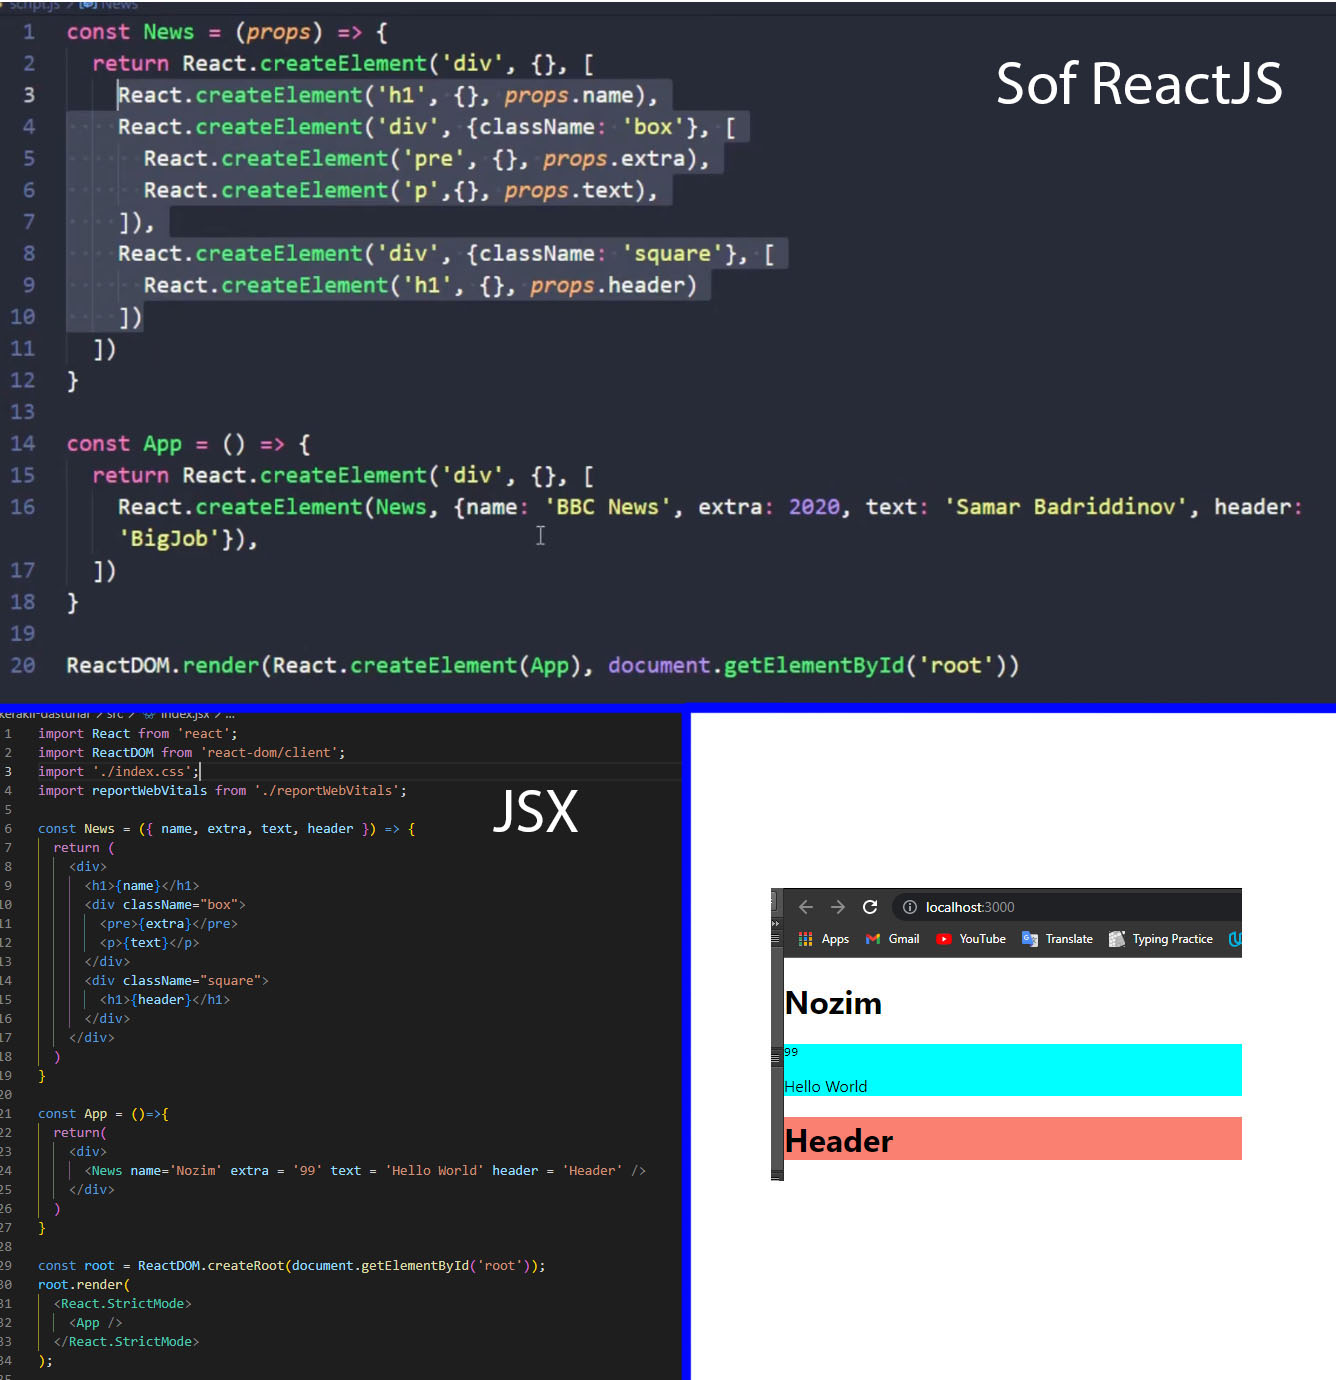 script.js > News
1 const News = (props) => {
2 return React.createElement('div', {}, [
3 React.createElement('h1', {}, props.name),
4 React.createElement('div', {className: 'box'}, [
5 React.createElement('pre', {}, props.extra),
6 React.createElement('p',{}, props.text),
7 ]),
8 React.createElement('div', {className: 'square'}, [
9 React.createElement('h1', {}, props.header)
10 ])
11 ])
12 }
13
14 const App = () => {
15 return React.createElement('div', {}, [
16 React.createElement(News, {name: 'BBC News', extra: 2020, text: 'Samar Badriddinov', header:
'BigJob'}),
17 ])
18 }
19
20 ReactDOM.render(React.createElement(App), document.getElementById('root'))
Sof ReactJS
kerakli-dasturlar > src > index.jsx > ...
1 import React from 'react';
2 import ReactDOM from 'react-dom/client';
3 import './index.css';
4 import reportWebVitals from './reportWebVitals';
5
6 const News = ({ name, extra, text, header }) => {
7 return (
8 <div>
9 <h1>{name}</h1>
10 <div className="box">
11 <pre>{extra}</pre>
12 <p>{text}</p>
13 </div>
14 <div className="square">
15 <h1>{header}</h1>
16 </div>
17 </div>
18 )
19 }
20
21 const App = ()=>{
22 return(
23 <div>
24 <News name='Nozim' extra = '99' text = 'Hello World' header = 'Header' />
25 </div>
26 )
27 }
28
29 const root = ReactDOM.createRoot(document.getElementById('root'));
30 root.render(
31 <React.StrictMode>
32 <App />
33 </React.StrictMode>
34 );
35
JSX
localhost:3000
Apps Gmail YouTube Translate Typing Practice
Nozim
99
Hello World
Header